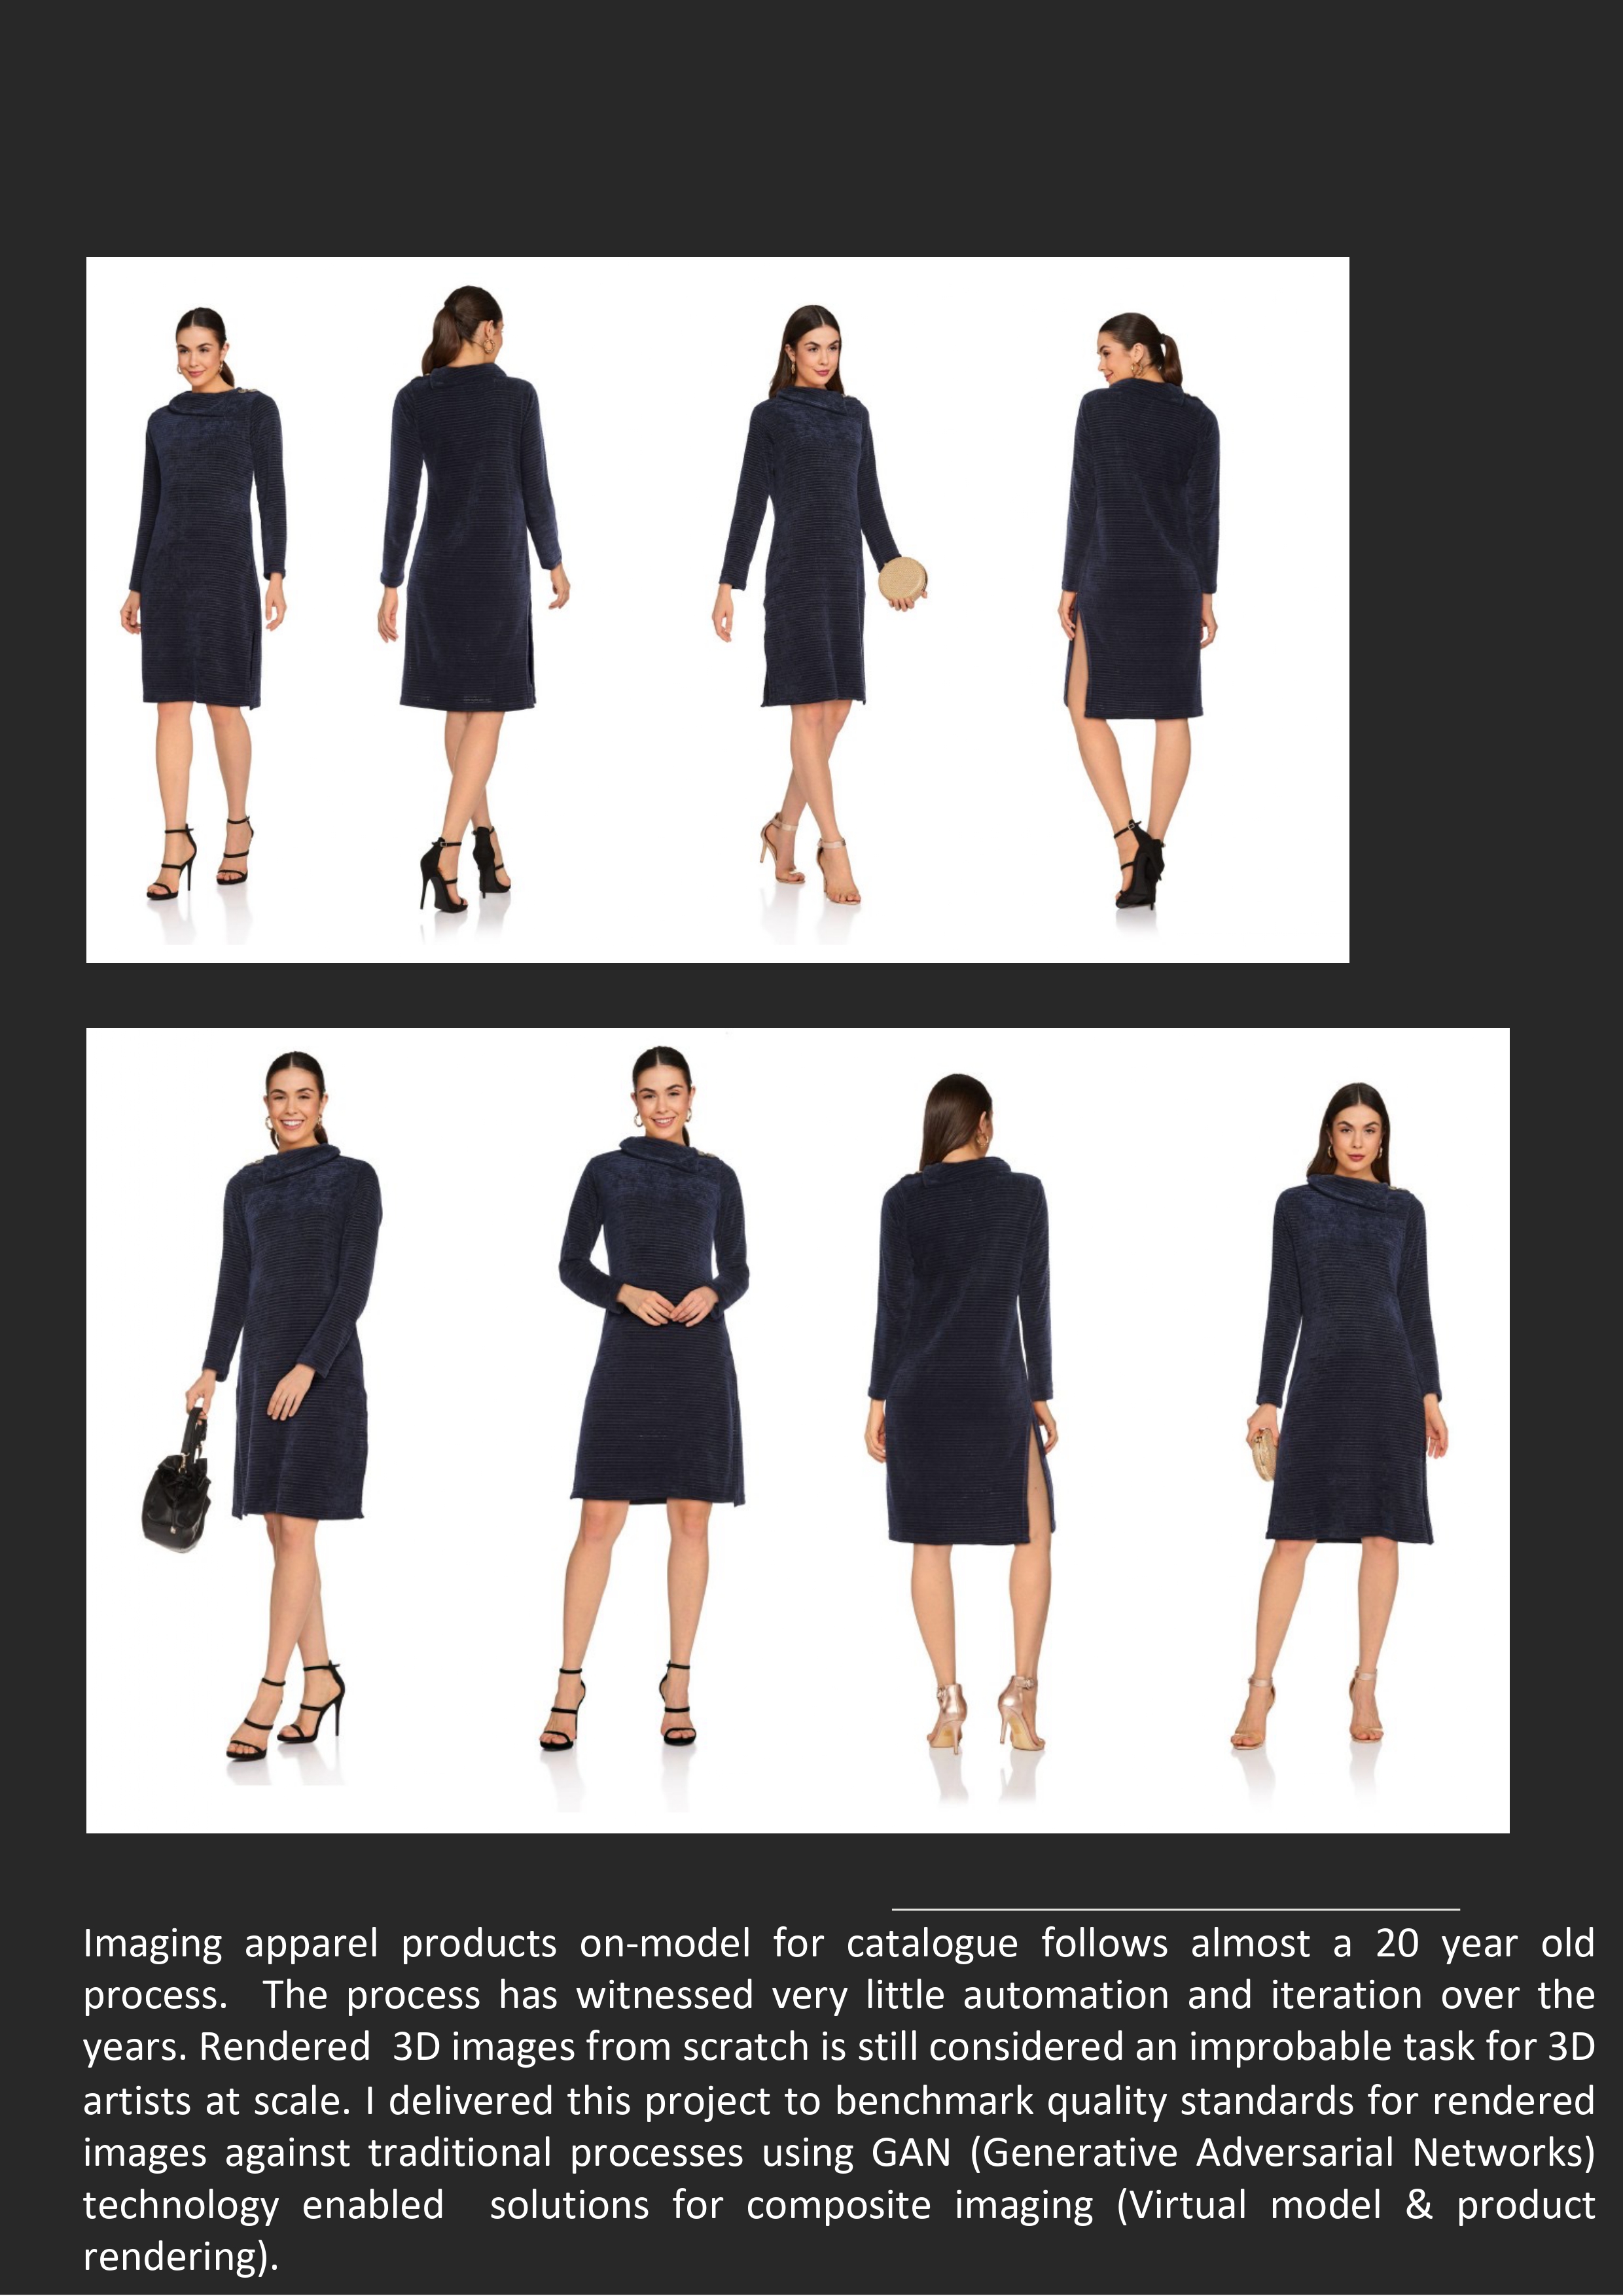 Imaging apparel products on-model for catalogue follows almost a 20 year old
process.  The process has witnessed very little automation and iteration over the
years. Rendered  3D images from scratch is still considered an improbable task for 3D
artists at scale. I delivered this project to benchmark quality standards for rendered
images against traditional processes using GAN (Generative Adversarial Networks)
technology enabled  solutions for composite imaging (Virtual model & product
rendering).